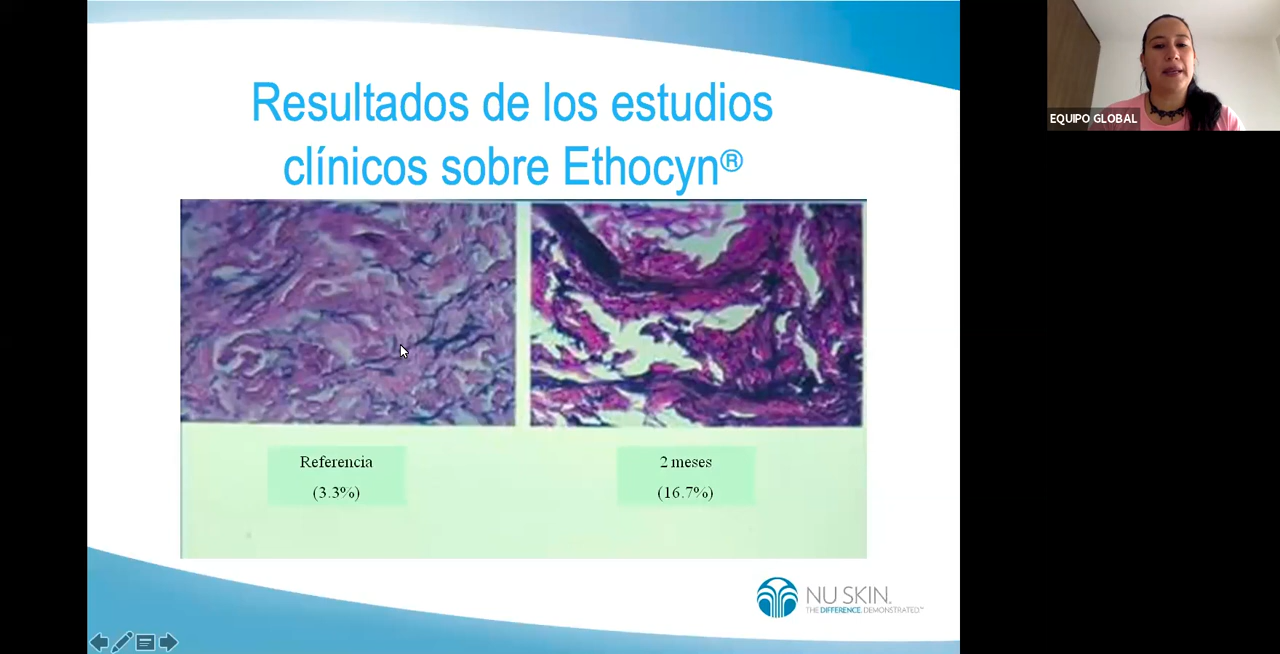 Resultados de los estudios
clínicos sobre Ethocyn®
Referencia
(3.3%)
2 meses
(16.7%)
NU SKIN.
THE DIFFERENCE. DEMONSTRATED.™
EQUIPO GLOBAL